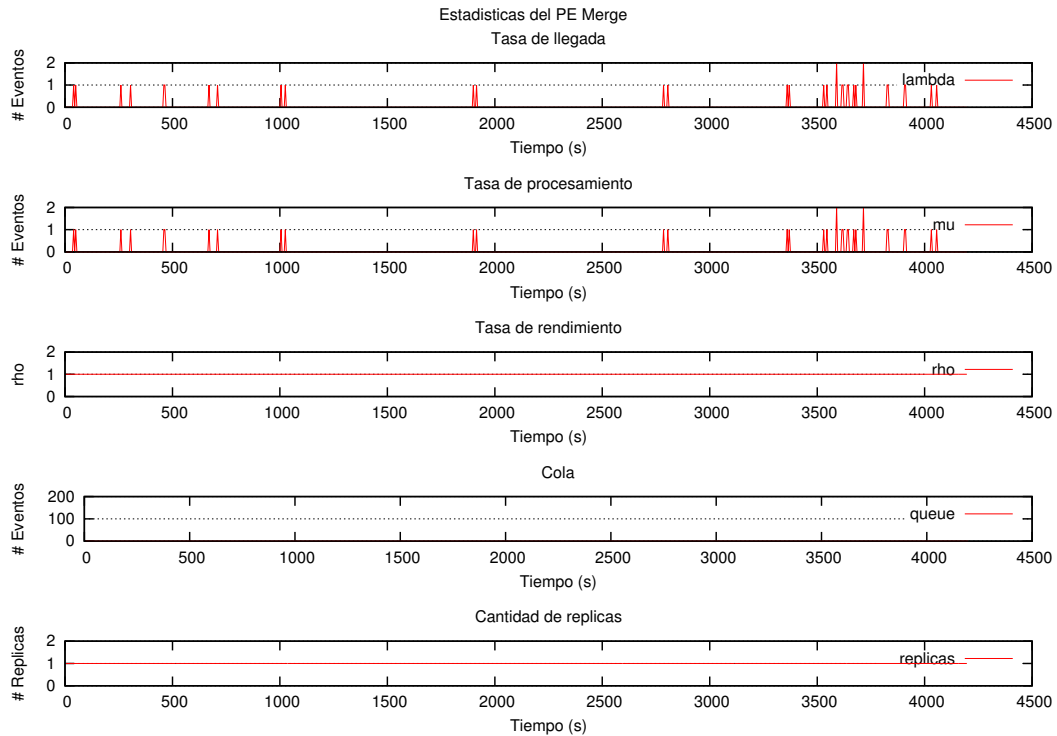 Estadisticas del PE Merge
Tasa de llegada
# Eventos
2
1
0
lambda
0 500 1000 1500 2000 2500 3000 3500 4000 4500
Tiempo (s)
Tasa de procesamiento
# Eventos
2
1
0
mu
0 500 1000 1500 2000 2500 3000 3500 4000 4500
Tiempo (s)
Tasa de rendimiento
rho
2
1
0
rho
0 500 1000 1500 2000 2500 3000 3500 4000 4500
Tiempo (s)
Cola
# Eventos
200
100
0
queue
0 500 1000 1500 2000 2500 3000 3500 4000 4500
Tiempo (s)
Cantidad de replicas
# Replicas
2
1
0
replicas
0 500 1000 1500 2000 2500 3000 3500 4000 4500
Tiempo (s)